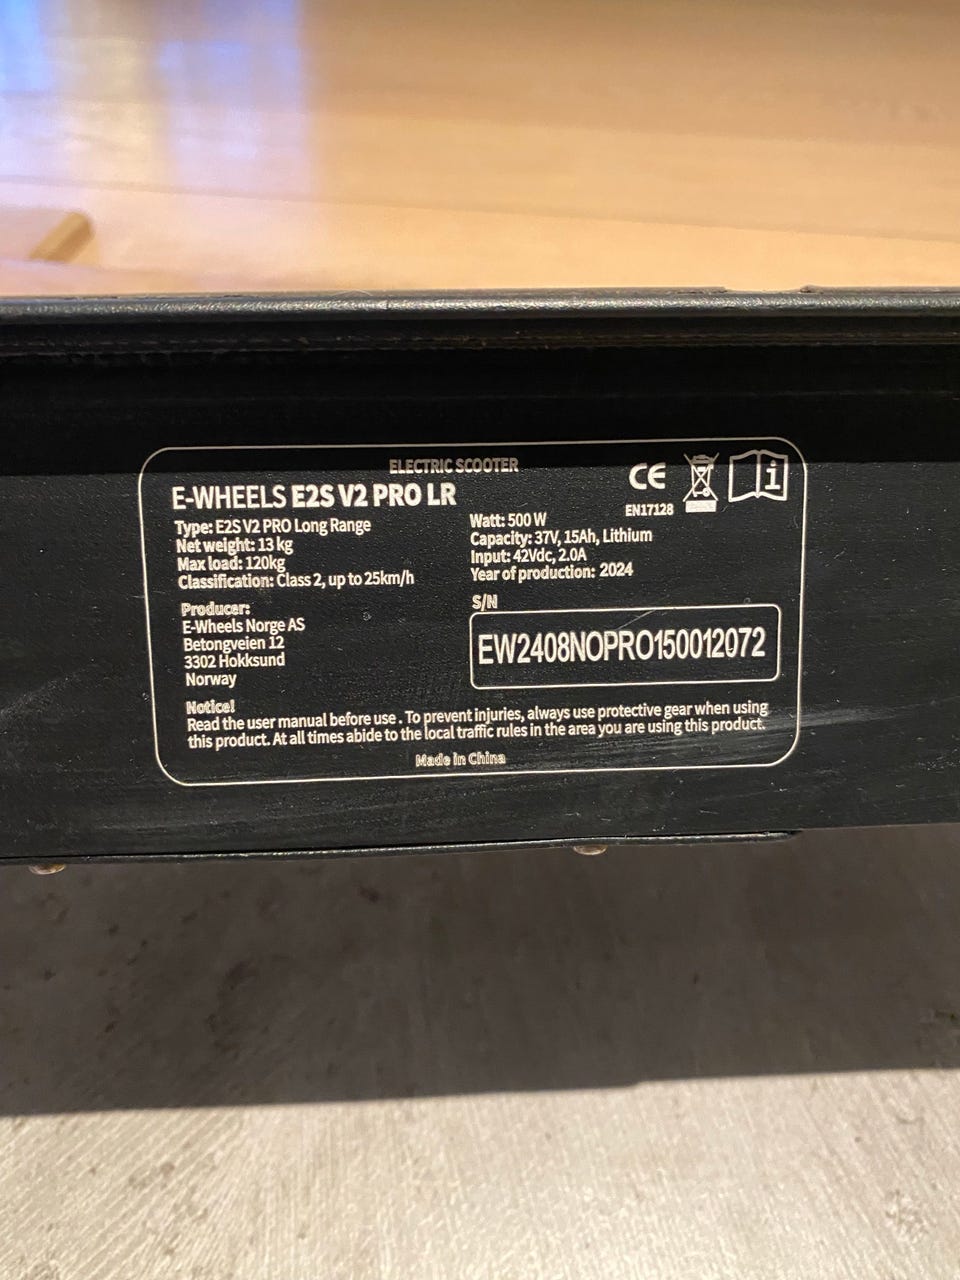 ELECTRIC SCOOTER
E-WHEELS E2S V2 PRO LR
Type: E2S V2 PRO Long Range
Net weight: 13 kg
Max load: 120kg
Classification: Class 2, up to 25km/h
Producer:
E-Wheels Norge AS
Betongveien 12
3302 Hokksund
Norway
CE
EN17128
i
Watt: 500 W
Capacity: 37V, 15Ah, Lithium
Input: 42Vdc, 2.0A
Year of production: 2024
S/N
EW2408NOPRO150012072
Notice!
Read the user manual before use . To prevent injuries, always use protective gear when using
this product. At all times abide to the local traffic rules in the area you are using this product.
Made in China